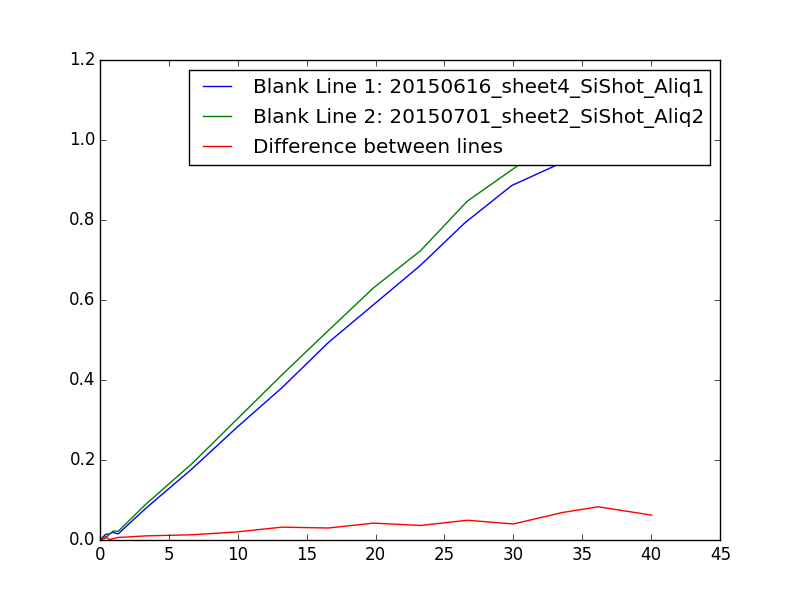 1.2
Blank Line 1: 20150616_sheet4_SiShot_Aliq1
Blank Line 2: 20150701_sheet2_SiShot_Aliq2
Difference between lines
1.0
0.8
0.6
0.4
0.2
0.0
0 5 10 15 20 25 30 35 40 45